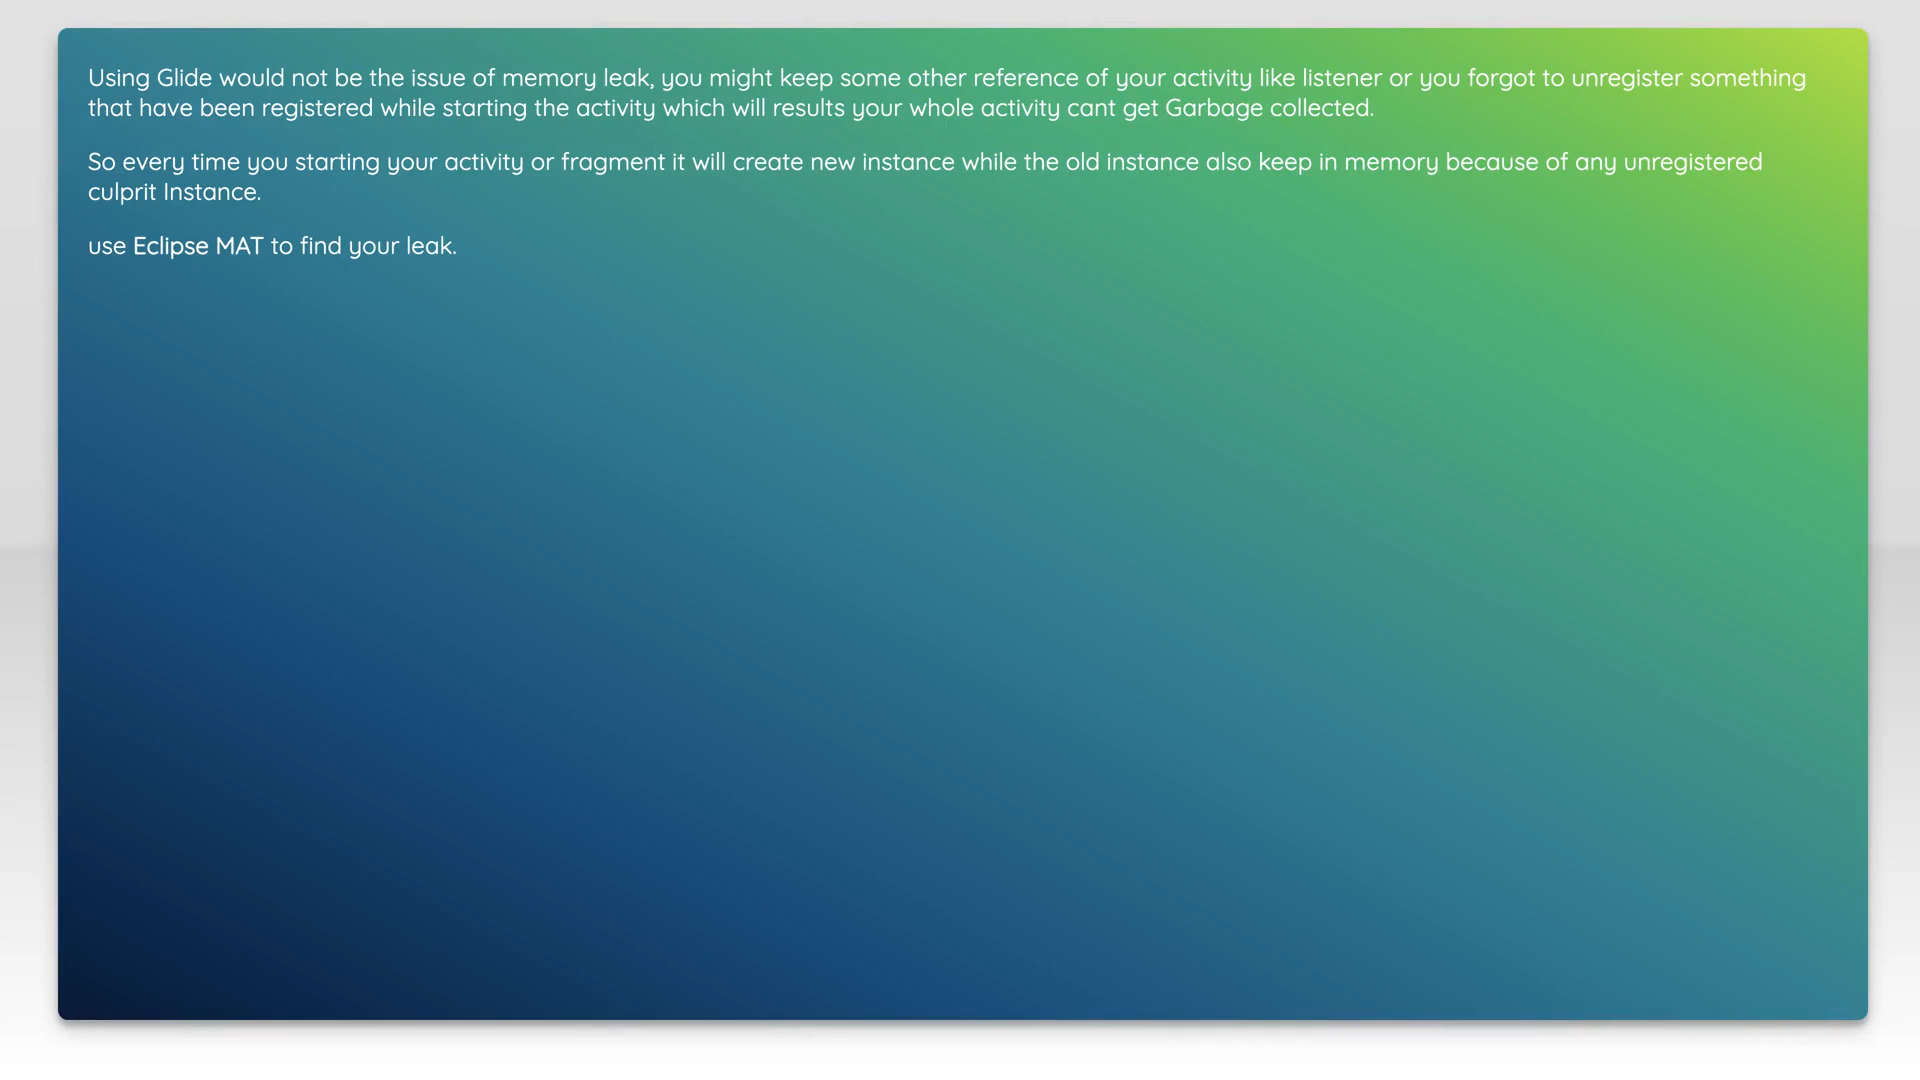 Using Glide would not be the issue of memory leak, you might keep some other reference of your activity like listener or you forgot to unregister something
that have been registered while starting the activity which will results your whole activity cant get Garbage collected.
So every time you starting your activity or fragment it will create new instance while the old instance also keep in memory because of any unregistered
culprit Instance.
use Eclipse MAT to find your leak.